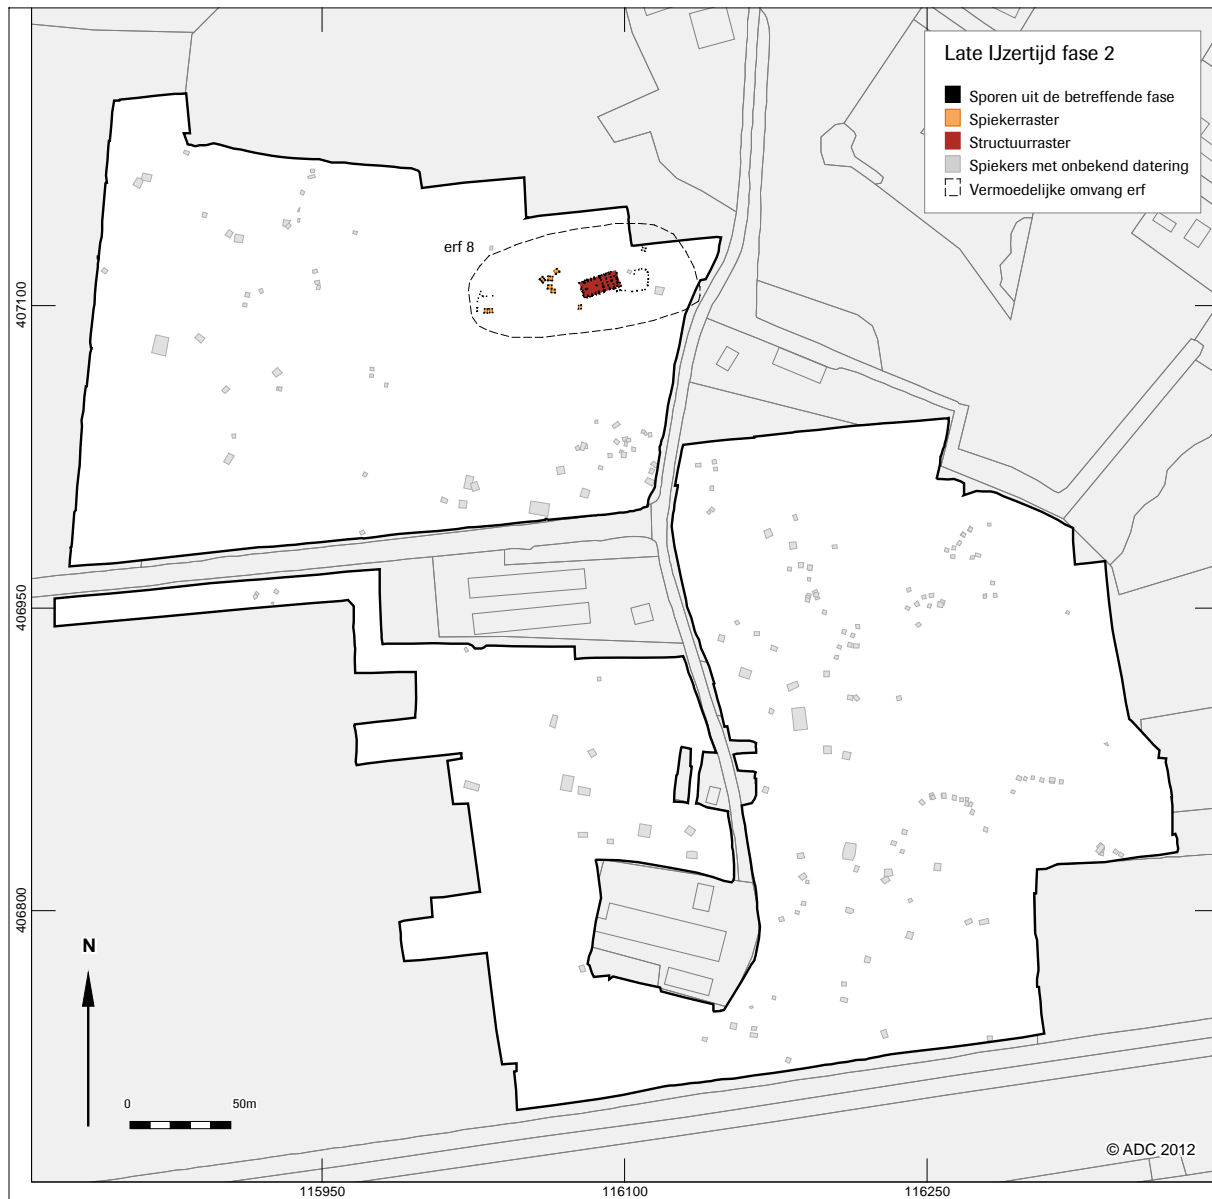 Late IJzertijd fase 2
Sporen uit de betreffende fase
Spiekerraster
Structuurraster
Spiekers met onbekend datering
Vermoedelijke omvang erf
erf 8
407100
406950
406800
N
0 50m
© ADC 2012
115950 116100 116250